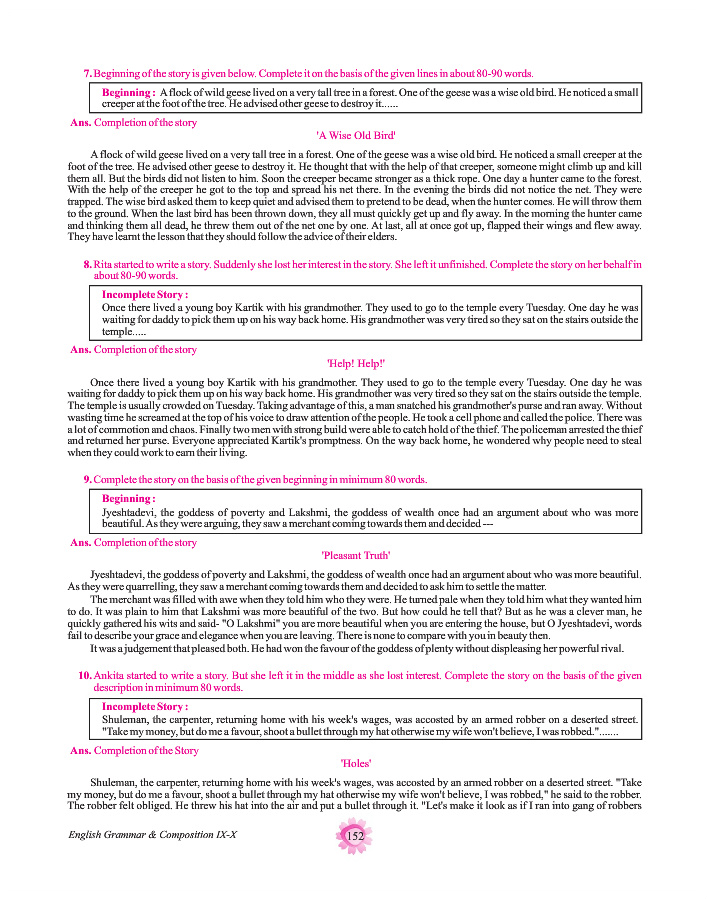 7. Beginning of the story is given below. Complete it on the basis of the given lines in about 80-90 words.
Beginning : A flock of wild geese lived on a very tall tree in a forest. One of the geese was a wise old bird. He noticed a small
creeper at the foot of the tree. He advised other geese to destroy it......
Ans. Completion of the story
'A Wise Old Bird'
A flock of wild geese lived on a very tall tree in a forest. One of the geese was a wise old bird. He noticed a small creeper at the
foot of the tree. He advised other geese to destroy it. He thought that with the help of that creeper, someone might climb up and kill
them all. But the birds did not listen to him. Soon the creeper became stronger as a thick rope. One day a hunter came to the forest.
With the help of the creeper he got to the top and spread his net there. In the evening the birds did not notice the net. They were
trapped. The wise bird asked them to keep quiet and advised them to pretend to be dead, when the hunter comes. He will throw them
to the ground. When the last bird has been thrown down, they all must quickly get up and fly away. In the morning the hunter came
and thinking them all dead, he threw them out of the net one by one. At last, all at once got up, flapped their wings and flew away.
They have learnt the lesson that they should follow the advice of their elders.
8. Rita started to write a story. Suddenly she lost her interest in the story. She left it unfinished. Complete the story on her behalf in
about 80-90 words.
Incomplete Story :
Once there lived a young boy Kartik with his grandmother. They used to go to the temple every Tuesday. One day he was
waiting for daddy to pick them up on his way back home. His grandmother was very tired so they sat on the stairs outside the
temple.....
Ans. Completion of the story
'Help! Help!'
Once there lived a young boy Kartik with his grandmother. They used to go to the temple every Tuesday. One day he was
waiting for daddy to pick them up on his way back home. His grandmother was very tired so they sat on the stairs outside the temple.
The temple is usually crowded on Tuesday. Taking advantage of this, a man snatched his grandmother's purse and ran away. Without
wasting time he screamed at the top of his voice to draw attention of the people. He took a cell phone and called the police. There was
a lot of commotion and chaos. Finally two men with strong build were able to catch hold of the thief. The policeman arrested the thief
and returned her purse. Everyone appreciated Kartik's promptness. On the way back home, he wondered why people need to steal
when they could work to earn their living.
9. Complete the story on the basis of the given beginning in minimum 80 words.
Beginning :
Jyeshtadevi, the goddess of poverty and Lakshmi, the goddess of wealth once had an argument about who was more
beautiful. As they were arguing, they saw a merchant coming towards them and decided ---
Ans. Completion of the story
'Pleasant Truth'
Jyeshtadevi, the goddess of poverty and Lakshmi, the goddess of wealth once had an argument about who was more beautiful.
As they were quarrelling, they saw a merchant coming towards them and decided to ask him to settle the matter.
The merchant was filled with awe when they told him who they were. He turned pale when they told him what they wanted him
to do. It was plain to him that Lakshmi was more beautiful of the two. But how could he tell that? But as he was a clever man, he
quickly gathered his wits and said- "O Lakshmi" you are more beautiful when you are entering the house, but O Jyeshtadevi, words
fail to describe your grace and elegance when you are leaving. There is none to compare with you in beauty then.
It was a judgement that pleased both. He had won the favour of the goddess of plenty without displeasing her powerful rival.
10. Ankita started to write a story. But she left it in the middle as she lost interest. Complete the story on the basis of the given
description in minimum 80 words.
Incomplete Story :
Shuleman, the carpenter, returning home with his week's wages, was accosted by an armed robber on a deserted street.
"Take my money, but do me a favour, shoot a bullet through my hat otherwise my wife won't believe, I was robbed.".......
Ans. Completion of the Story
'Holes'
Shuleman, the carpenter, returning home with his week's wages, was accosted by an armed robber on a deserted street. "Take
my money, but do me a favour, shoot a bullet through my hat otherwise my wife won't believe, I was robbed," he said to the robber.
The robber felt obliged. He threw his hat into the air and put a bullet through it. "Let's make it look as if I ran into gang of robbers
English Grammar & Composition IX-X
152